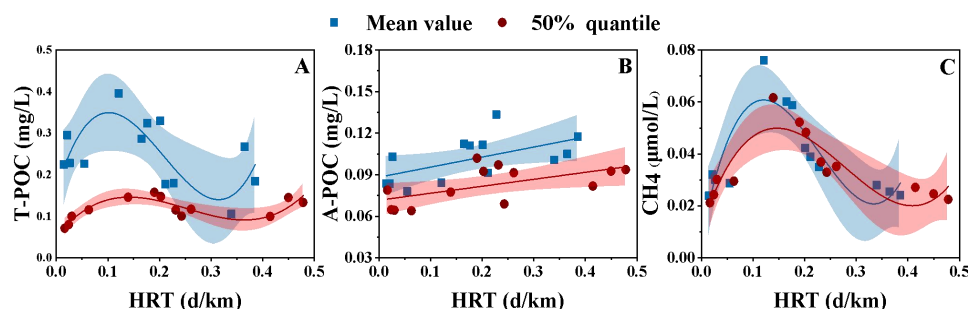 Mean value 50% quantile
A
T-POC (mg/L)
0.5
0.4
0.3
0.2
0.1
0.0
0.0 0.1 0.2 0.3 0.4 0.5
HRT (d/km)
B
A-POC (mg/L)
0.18
0.15
0.12
0.09
0.06
0.03
0.0 0.1 0.2 0.3 0.4 0.5
HRT (d/km)
C
CH4 (μmol/L)
0.08
0.06
0.04
0.02
0.00
0.0 0.1 0.2 0.3 0.4 0.5
HRT (d/km)